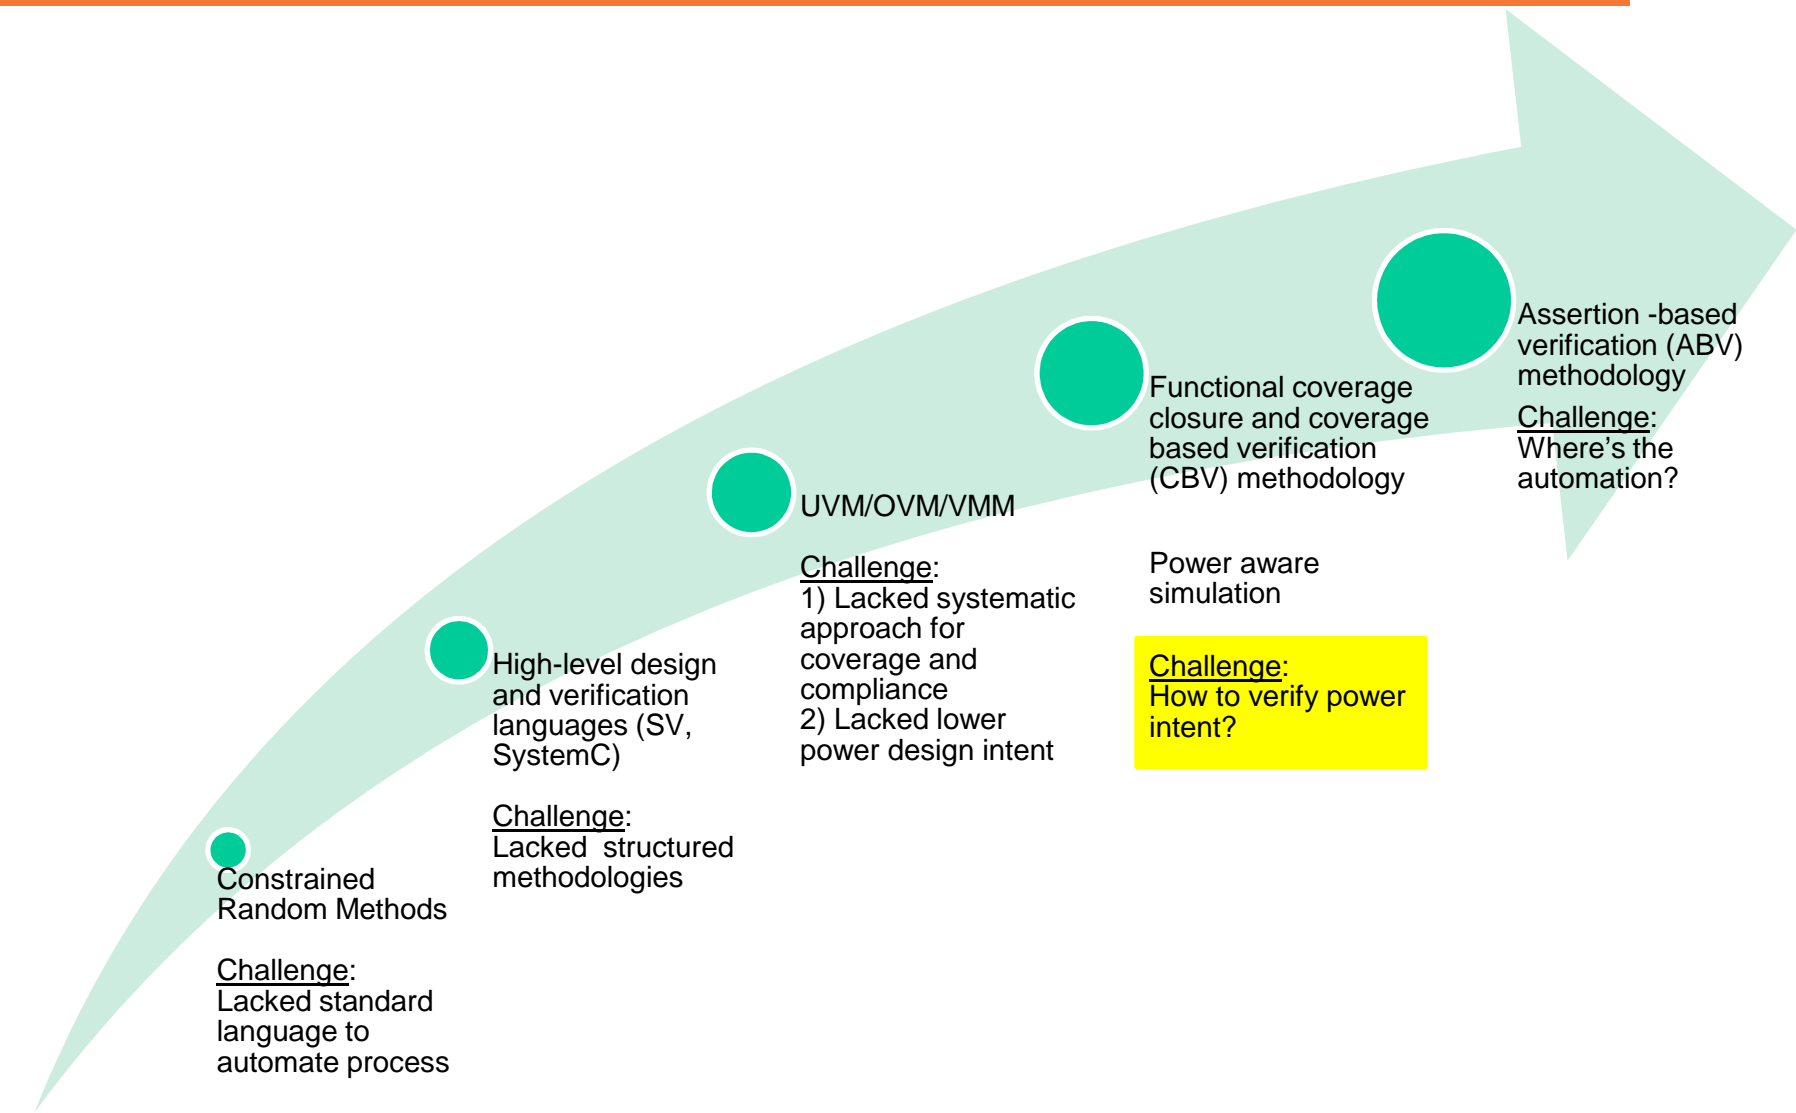 Constrained
Random Methods
Challenge:
Lacked standard
language to
automate process
High-level design
and verification
languages (SV,
SystemC)
Challenge:
Lacked  structured
methodologies
UVM/OVM/VMM
Challenge:
1) Lacked systematic
approach for
coverage and
compliance
2) Lacked lower
power design intent
Functional coverage
closure and coverage
based verification
(CBV) methodology
Power aware
simulation
Challenge:
How to verify power
intent?
Assertion -based
verification (ABV)
methodology
Challenge:
Where’s the
automation?